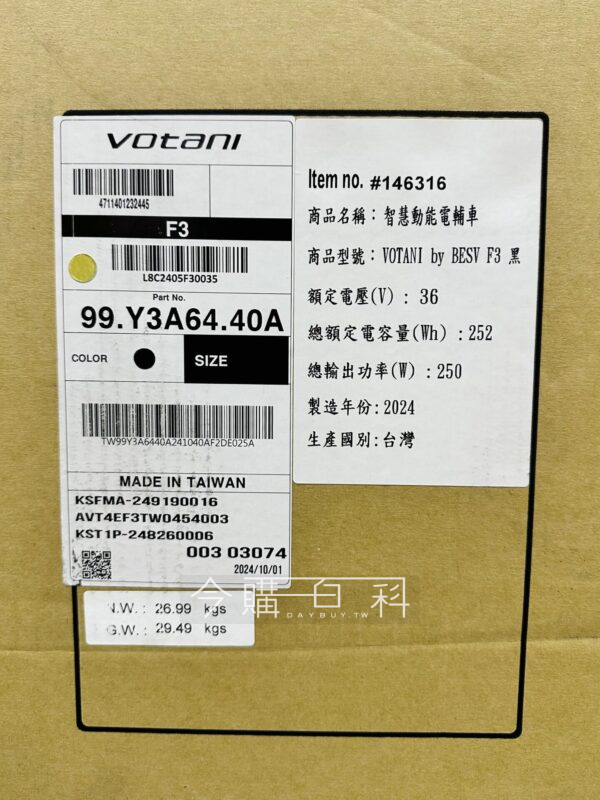 VOTANI
4711401232445
F3
L8C2405F30035
Part No.
99.Y3A64.40A
COLOR
SIZE
TW99Y3A6440A241040AF2DE025A
MADE IN TAIWAN
KSFMA-249190016
AVT4EF3TW0454003
KST1P-248260006
003 03074
2024/10/01
N.W. : 26.99 kgs
G.W. : 29.49 kgs
Item no. #146316
商品名稱：智慧動能電輔車
商品型號：VOTANI by BESV F3 黑
額定電壓(V) : 36
總額定電容量(Wh) :252
總輸出功率(W) :250
製造年份:2024
生產國別:台灣
今購百科
DAYBUY.TW